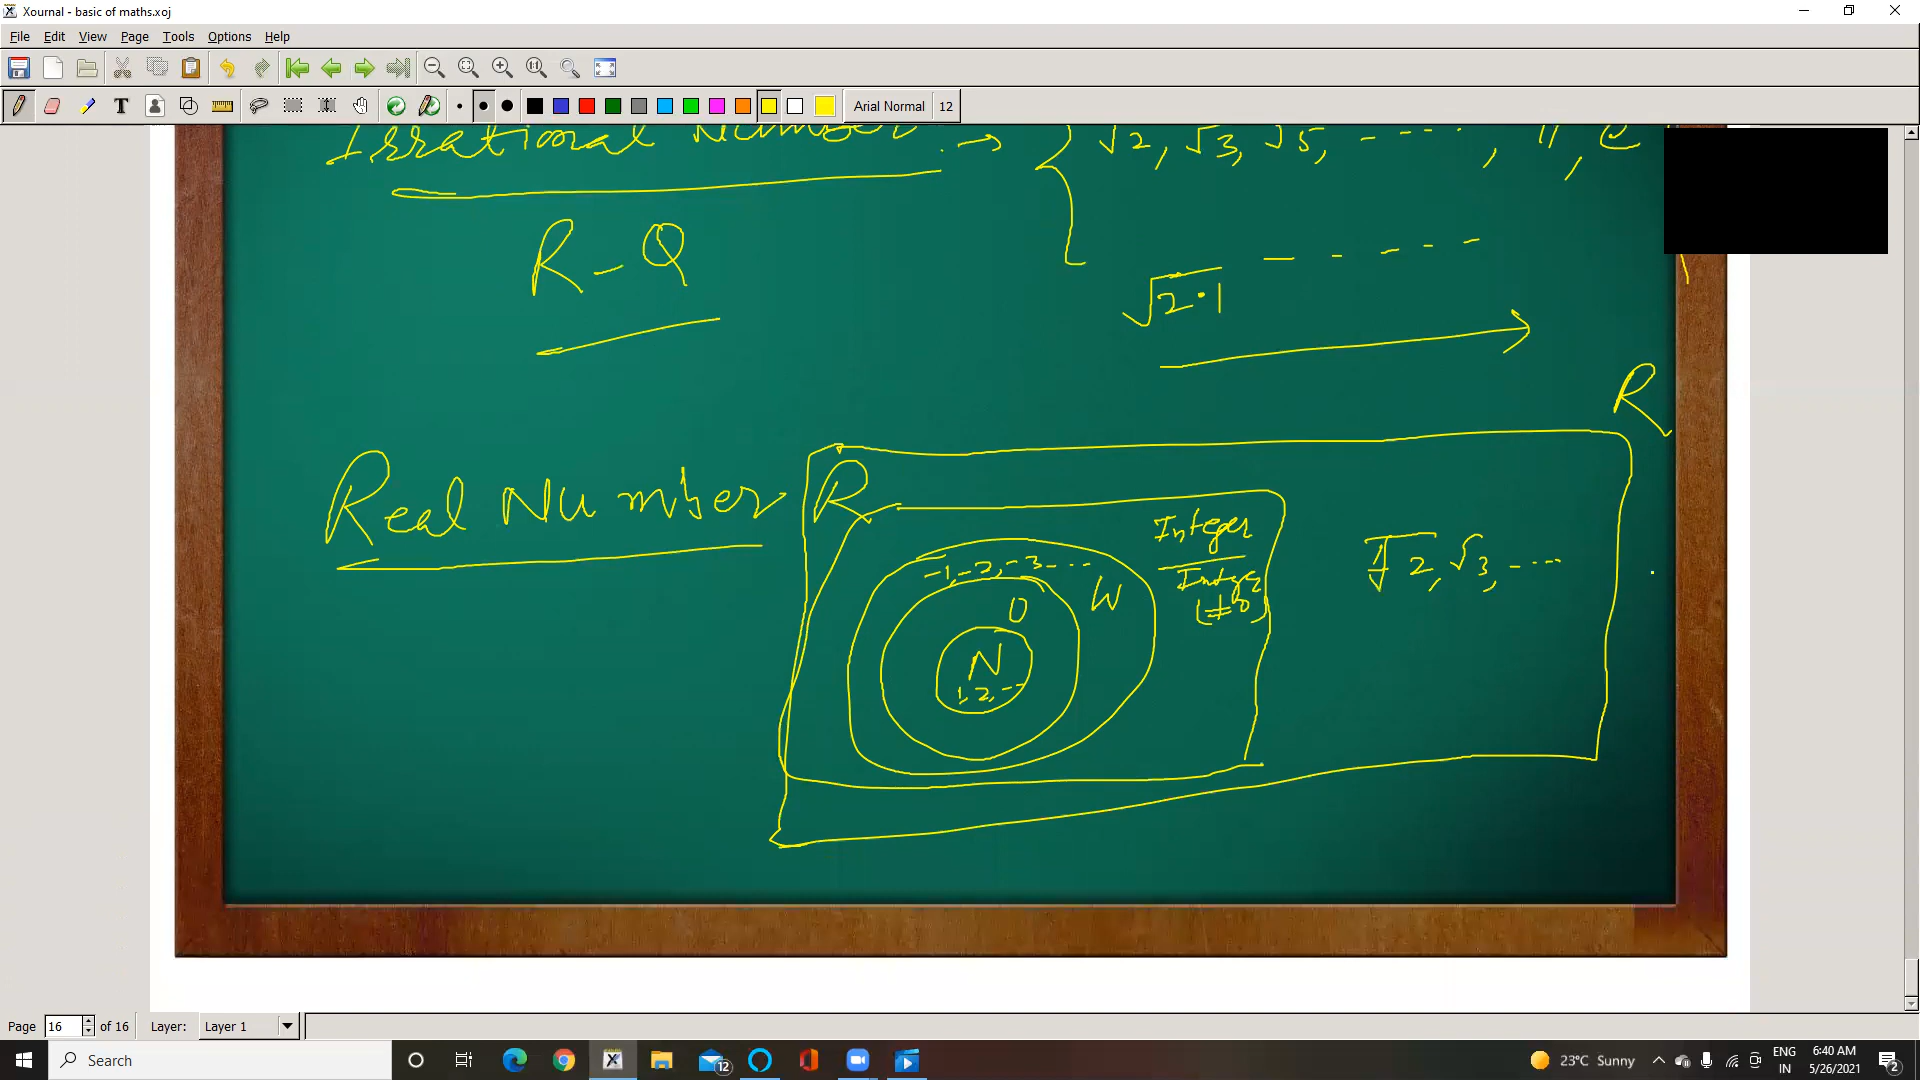 Xournal - basic of maths.xoj
File Edit View Page Tools Options Help
Arial Normal 12
Irrational Number → { √2, √3, √5, - - - -, π, e
R - Q
√2·1 - - - - -
R
Real Number
R
Integer
Integer
(≠0)
-1, -2, -3 - - -
W
0
N
1, 2, - -
√2, √3, - - - -
Page 16 of 16 Layer: Layer 1
Search
12
23°C Sunny
ENG
IN
6:40 AM
5/26/2021
2